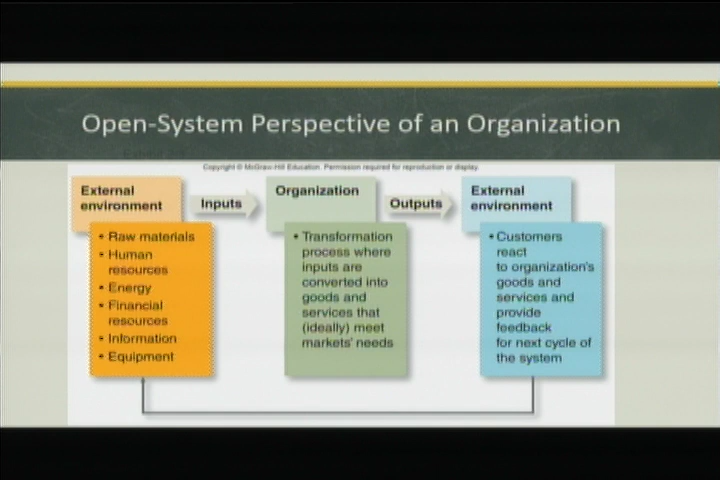 Open-System Perspective of an Organization
Copyright © McGraw-Hill Education. Permission required for reproduction or display.
External
environment
Inputs
Organization
Outputs
External
environment
• Raw materials
• Human
resources
• Energy
• Financial
resources
• Information
• Equipment
• Transformation
process where
inputs are
converted into
goods and
services that
(ideally) meet
markets' needs
• Customers
react
to organization's
goods and
services and
provide
feedback
for next cycle of
the system